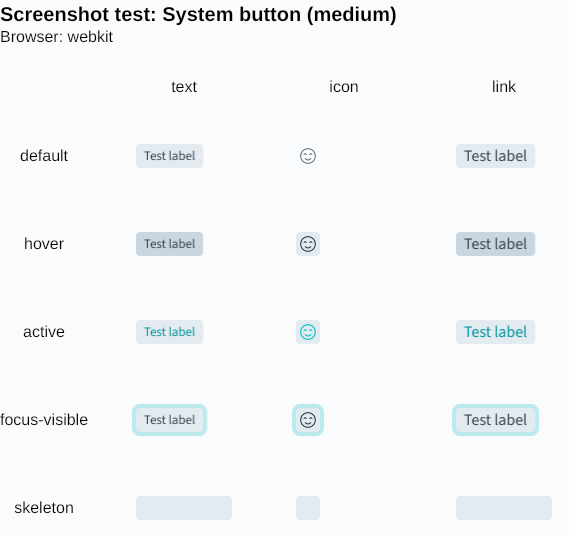 Screenshot test: System button (medium)
Browser: webkit
text icon link
default Test label Test label
hover Test label Test label
active Test label Test label
focus-visible Test label Test label
skeleton